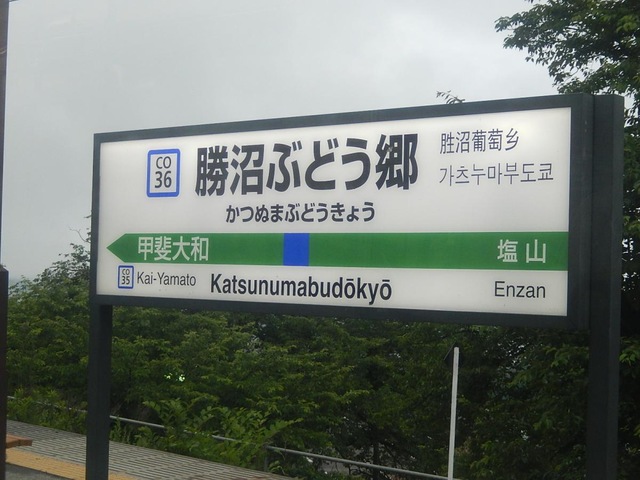 CO
36
勝沼ぶどう郷
胜沼葡萄乡
가츠누마부도쿄
かつぬまぶどうきょう
甲斐大和
塩山
CO
35
Kai-Yamato
Katsunumabudōkyō
Enzan